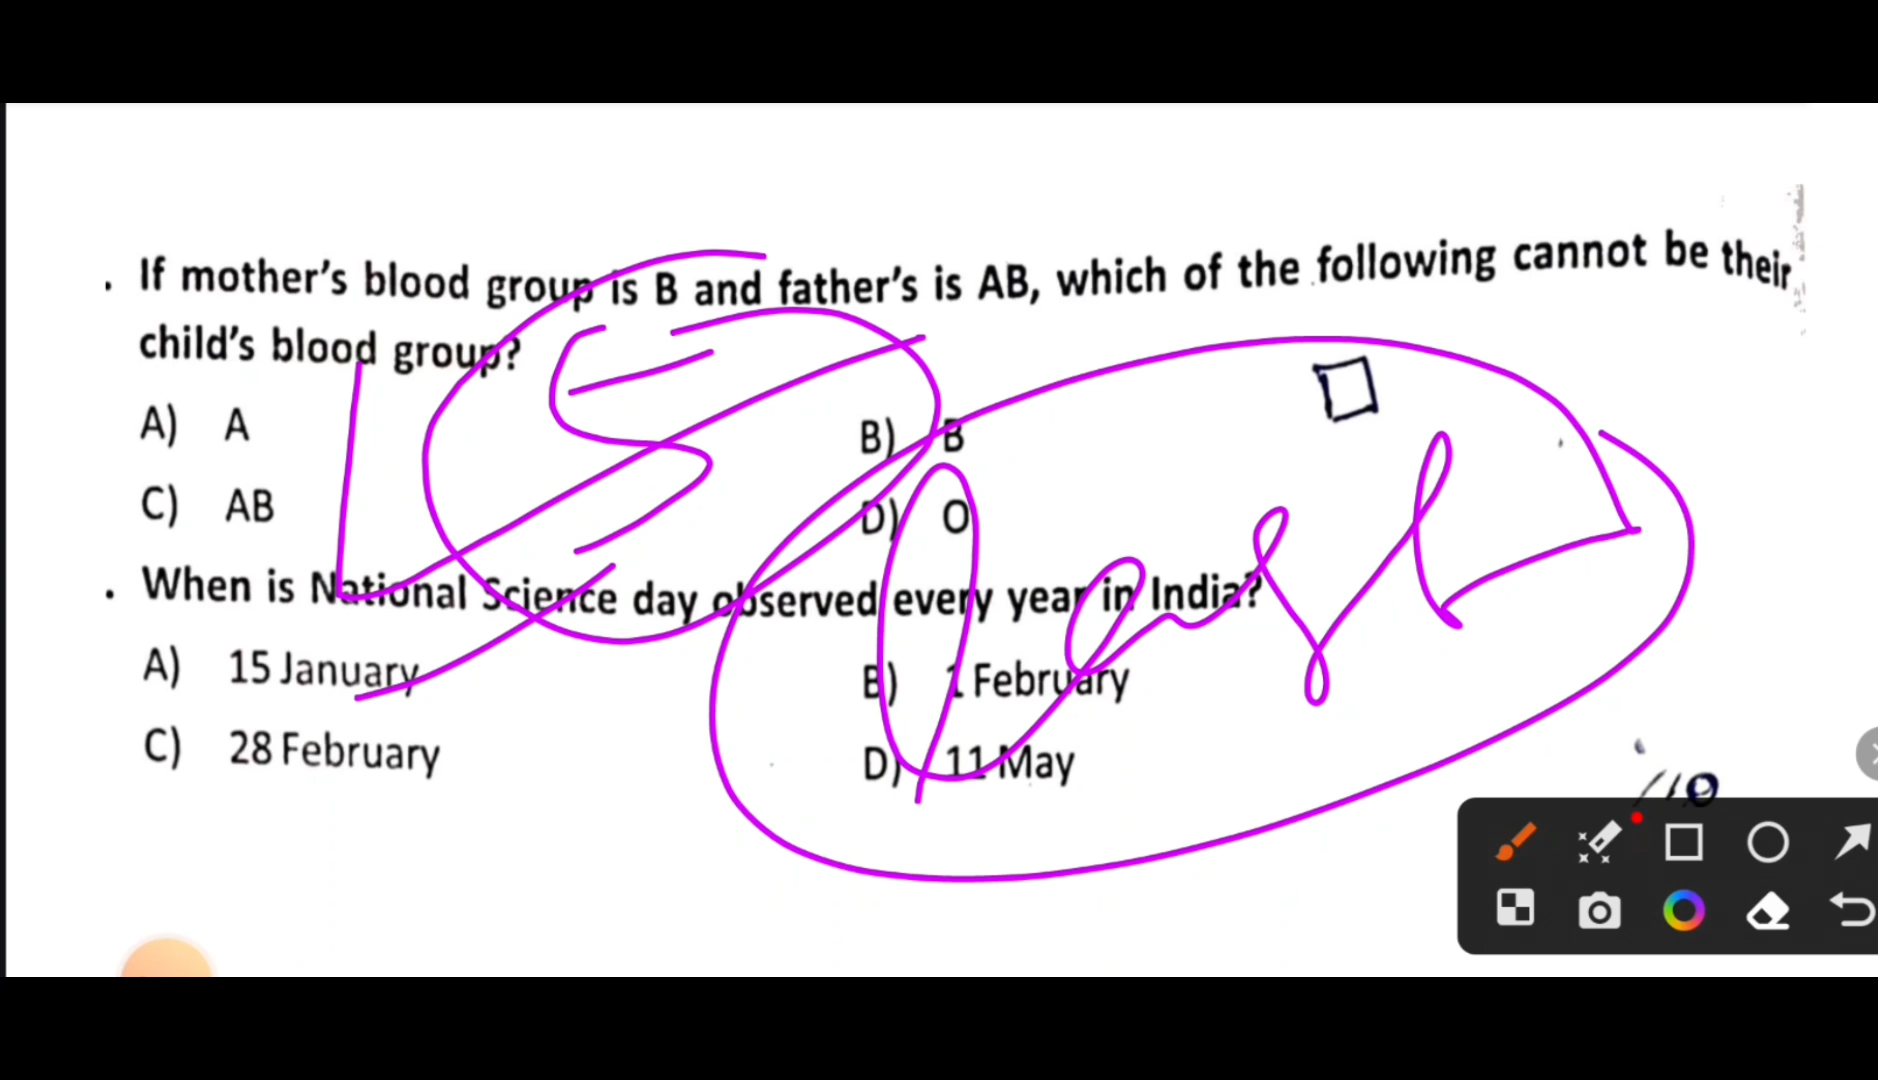 . If mother's blood group is B and father's is AB, which of the following cannot be their
child's blood group?
A) A B) B
C) AB D) O
. When is National Science day observed every year in India?
A) 15 January B) 1 February
C) 28 February D) 11 May